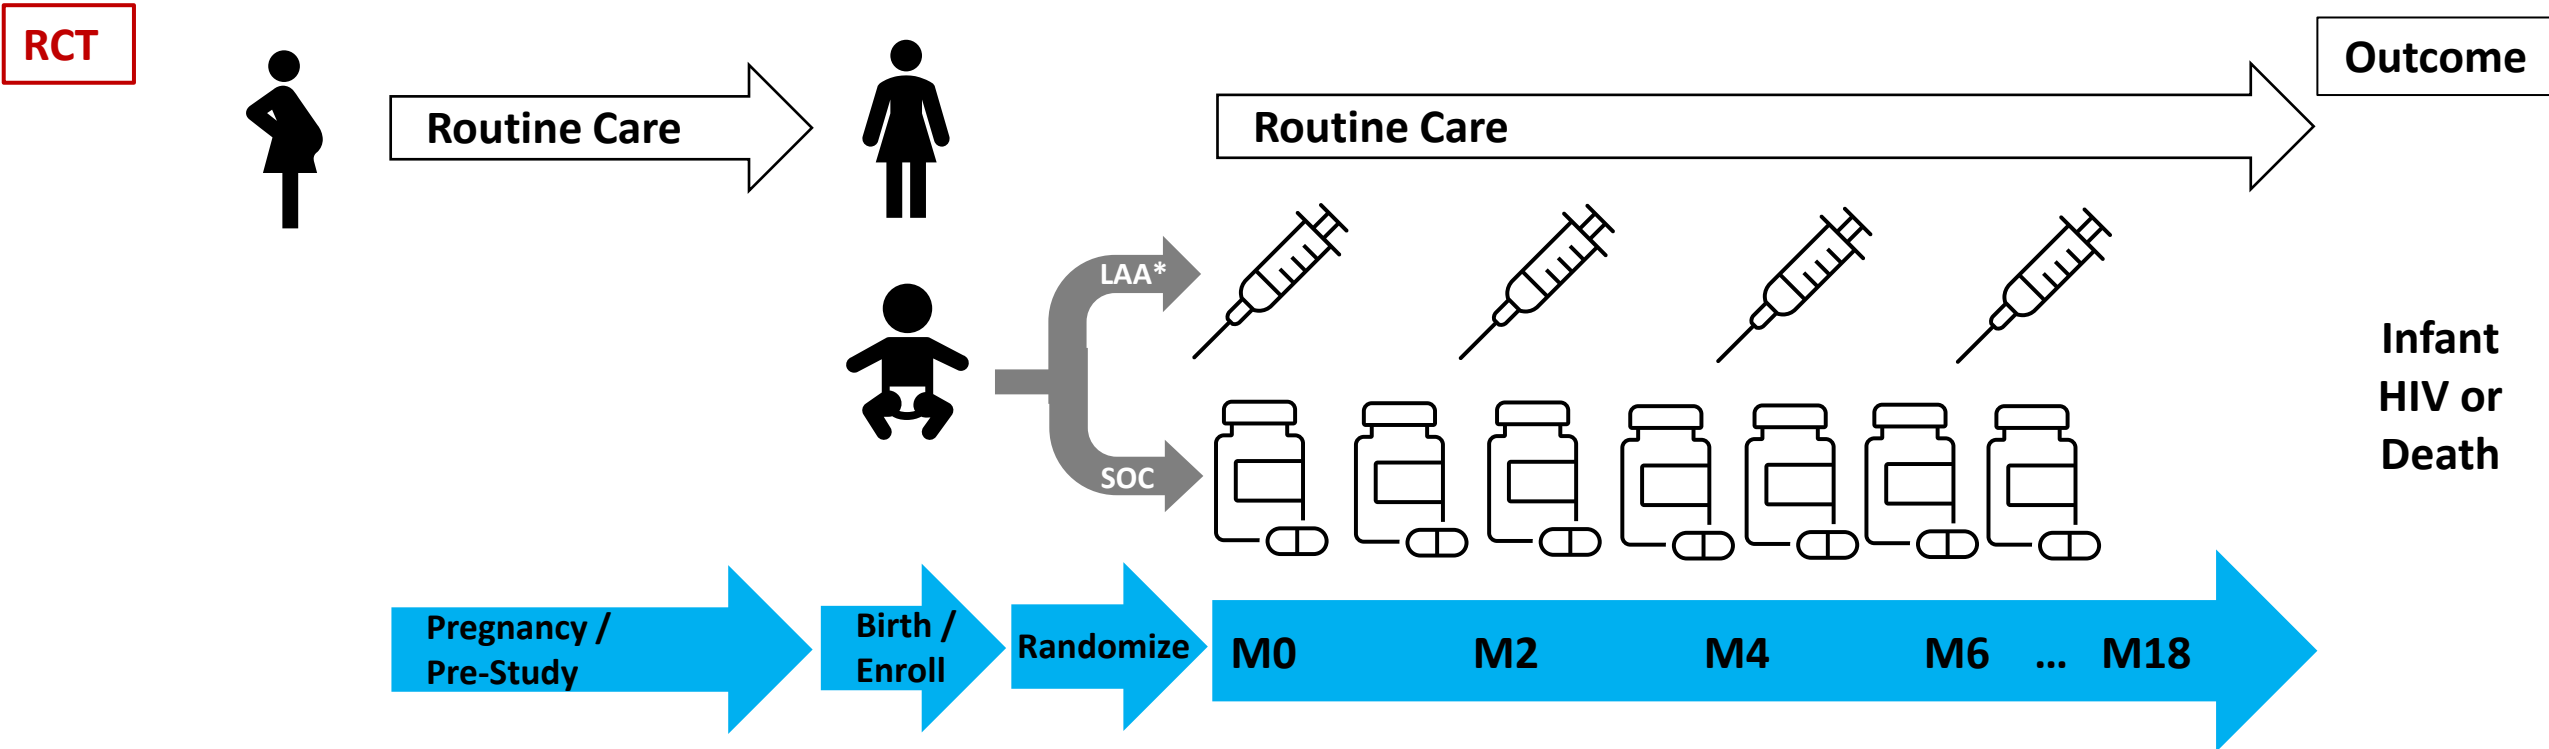 RCT
Routine Care
Routine Care
Outcome
LAA*
SOC
Infant
HIV or
Death
Pregnancy /
Pre-Study
Birth /
Enroll
Randomize
M0 M2 M4 M6 ... M18